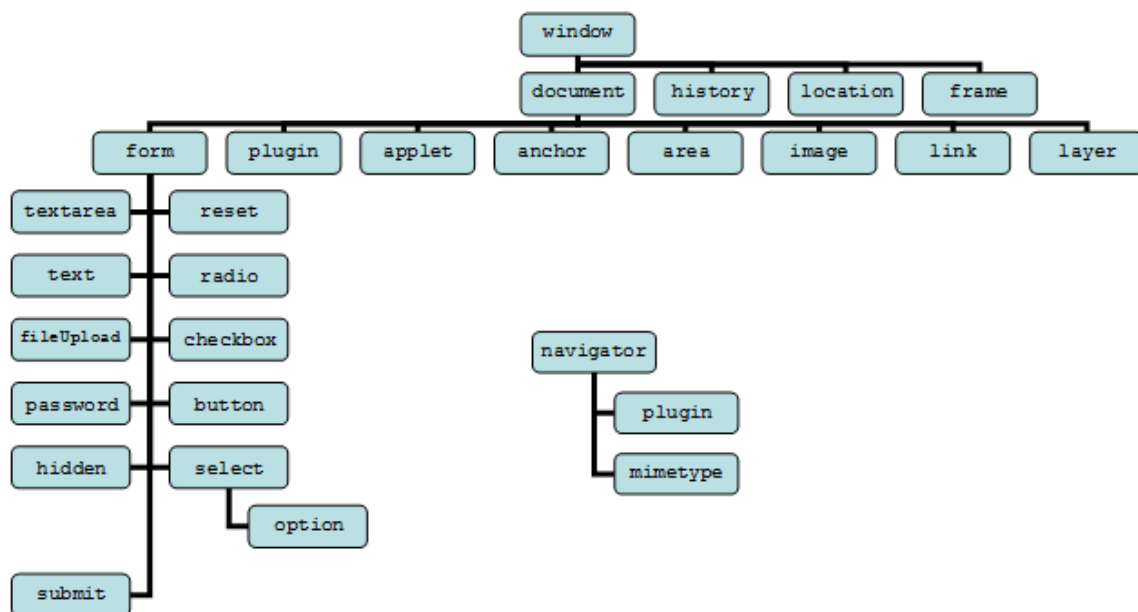 window
document
history
location
frame
form
plugin
applet
anchor
area
image
link
layer
textarea
reset
text
radio
fileUpload
checkbox
navigator
password
button
plugin
hidden
select
mimetype
option
submit